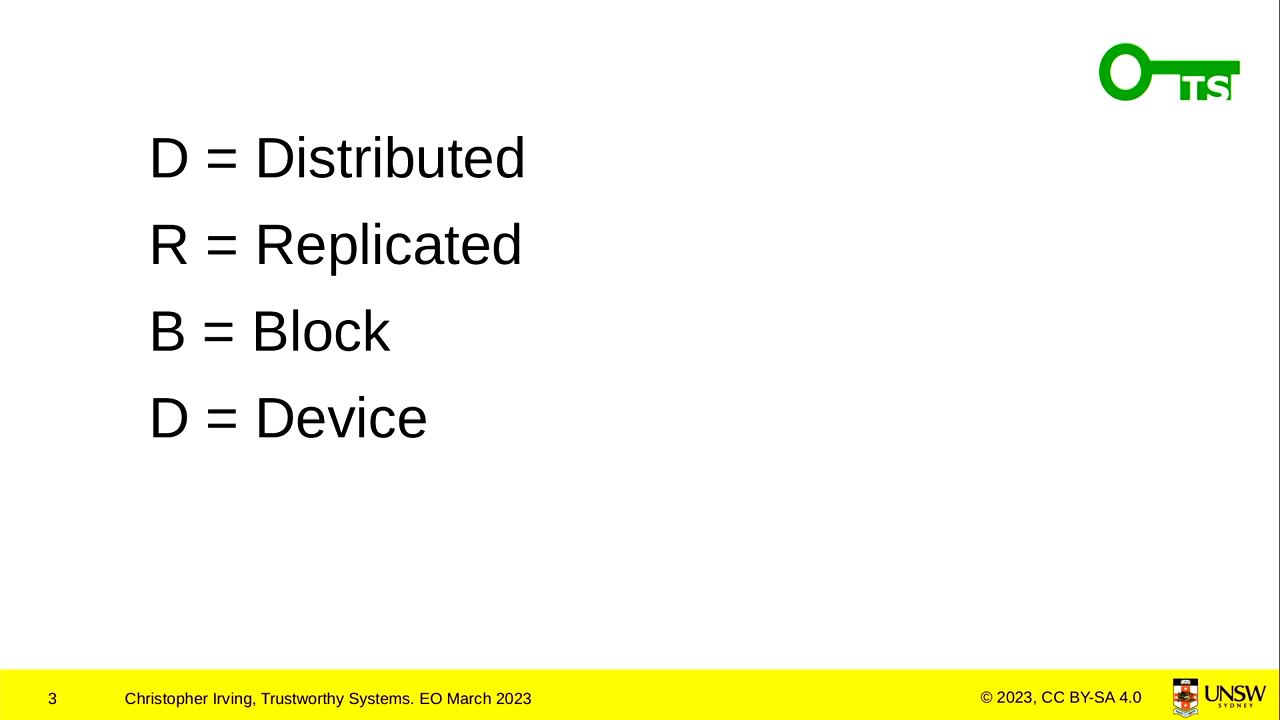 TS
D = Distributed
R = Replicated
B = Block
D = Device
3
Christopher Irving, Trustworthy Systems. EO March 2023
© 2023, CC BY-SA 4.0
UNSW
SYDNEY